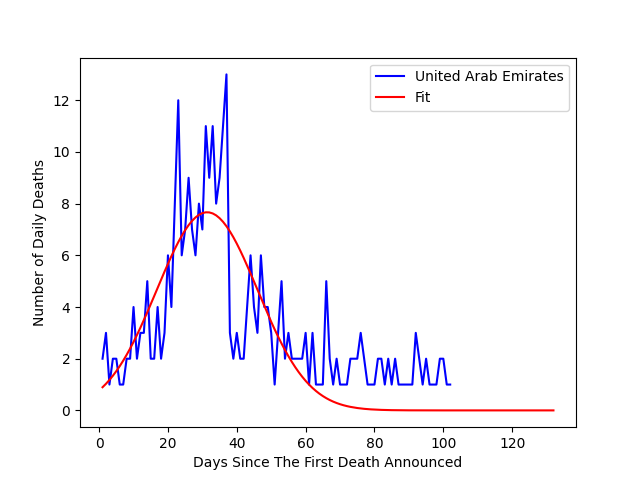 United Arab Emirates
Fit
12
10
8
6
4
2
0
Number of Daily Deaths
0 20 40 60 80 100 120
Days Since The First Death Announced